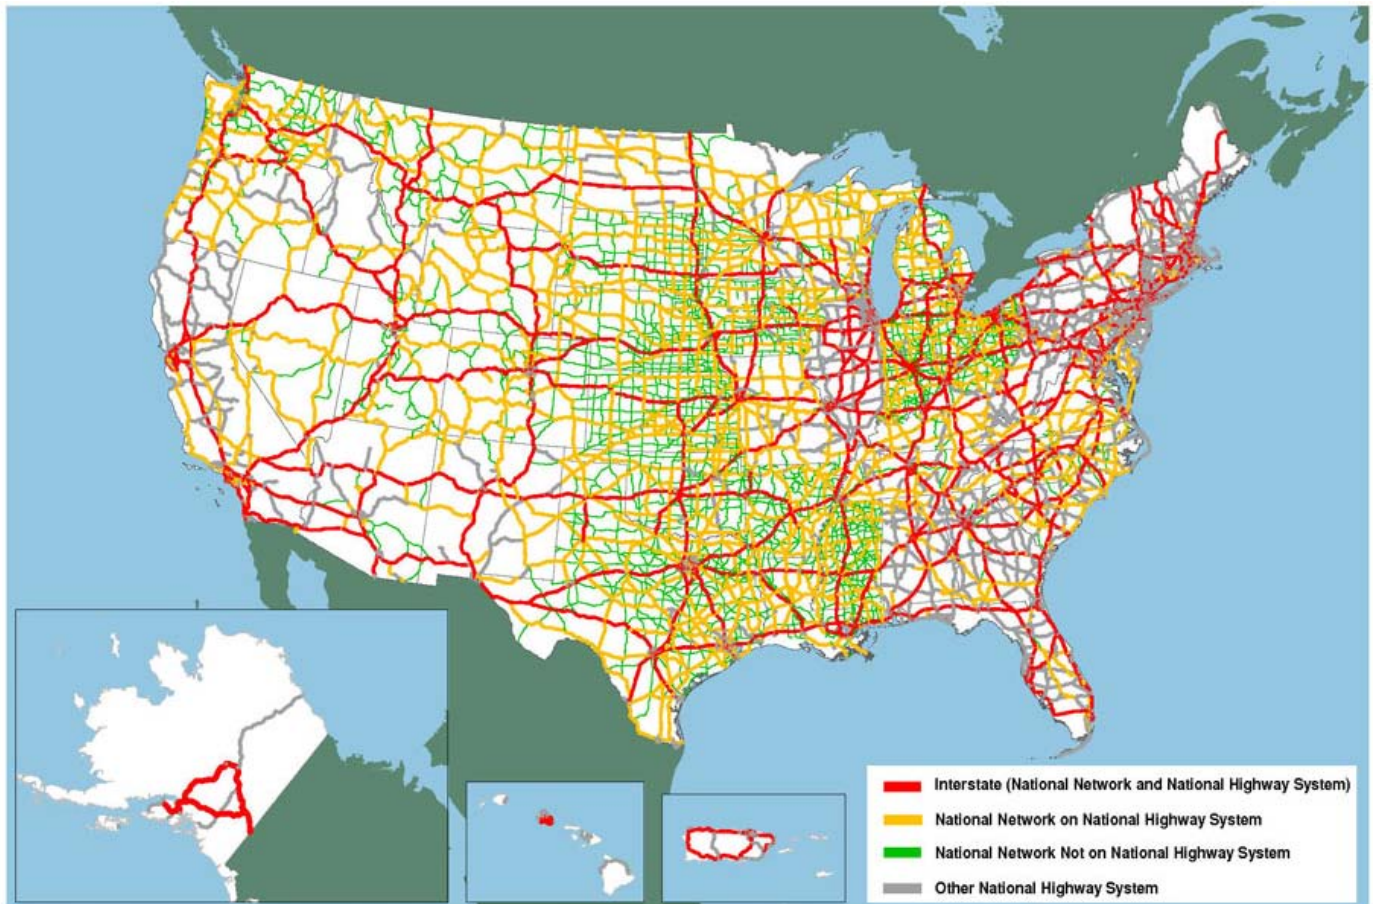 Interstate (National Network and National Highway System)
National Network on National Highway System
National Network Not on National Highway System
Other National Highway System